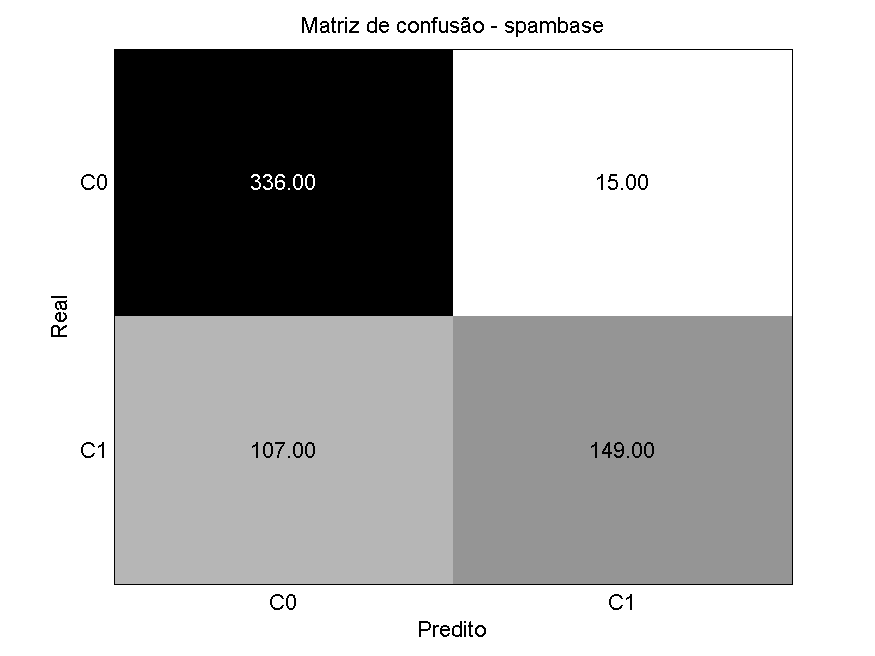 Matriz de confusão - spambase
C0
336.00
15.00
Real
C1
107.00
149.00
C0
C1
Predito